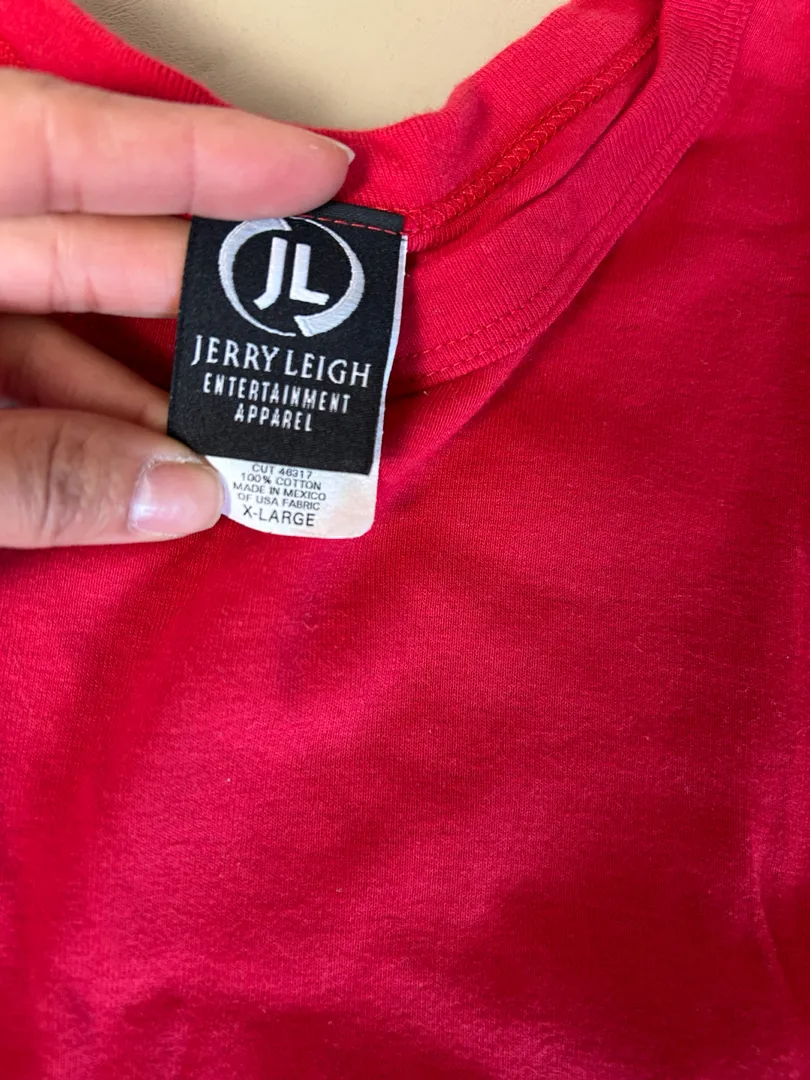 JL
JERRY LEIGH
ENTERTAINMENT
APPAREL
CUT 46317
100% COTTON
MADE IN MEXICO
OF USA FABRIC
X-LARGE